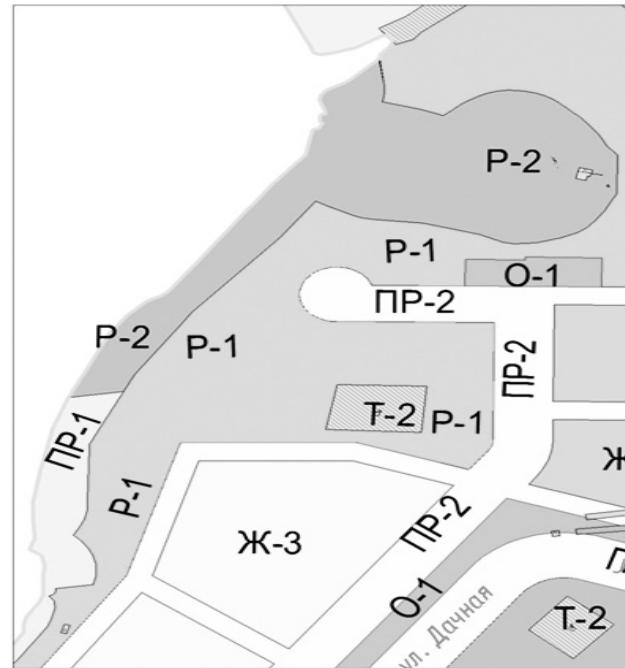 Р-2
Р-1
О-1
ПР-2
Р-2
Р-1
ПР-2
Т-2
Р-1
ПР-1
Р-1
ПР-2
Ж-3
О-1
ул. Дачная
Т-2
Ж
П